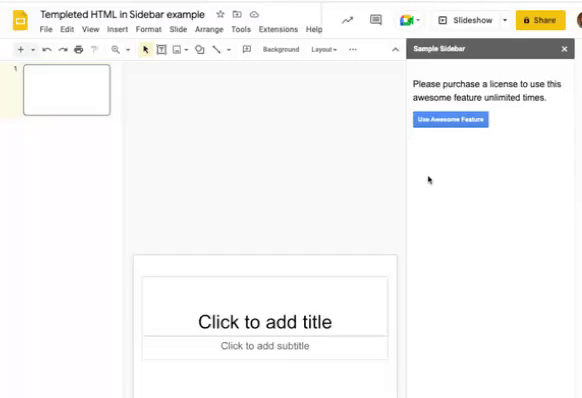 Templeted HTML in Sidebar example
File Edit View Insert Format Slide Arrange Tools Extensions Help
Slideshow
Share
Background Layout
Sample Sidebar
1
Please purchase a license to use this
awesome feature unlimited times.
Use Awesome Feature
Click to add title
Click to add subtitle